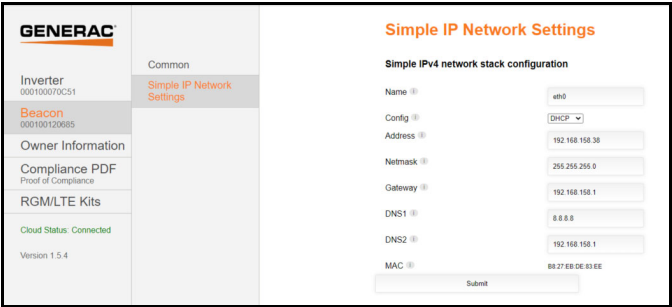 GENERAC
Inverter
000100070C51
Beacon
000100120685
Owner Information
Compliance PDF
Proof of Compliance
RGM/LTE Kits
Cloud Status: Connected
Version 1.5.4
Common
Simple IP Network
Settings
Simple IP Network Settings
Simple IPv4 network stack configuration
Name
eth0
Config
DHCP
Address
192.168.158.38
Netmask
255.255.255.0
Gateway
192.168.158.1
DNS1
8.8.8.8
DNS2
192.168.158.1
MAC
B8:27:EB:DE:83:EE
Submit